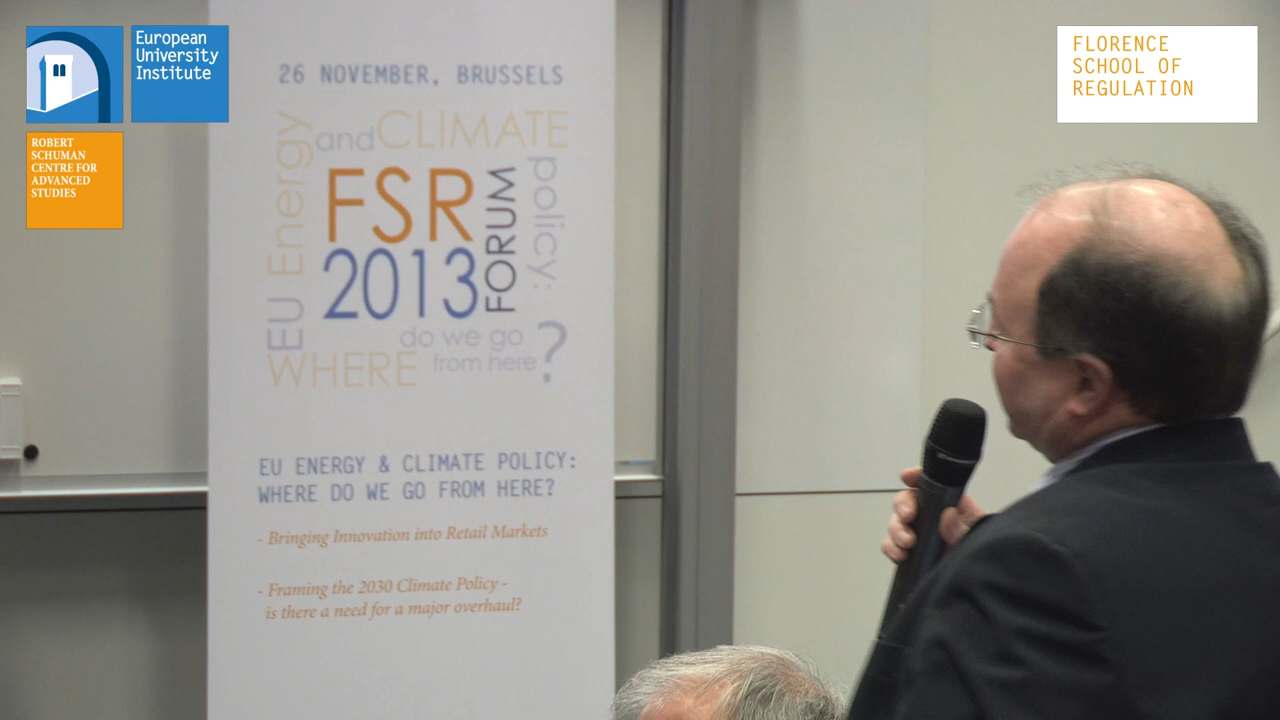 European
University
Institute
ROBERT
SCHUMAN
CENTRE FOR
ADVANCED
STUDIES
FLORENCE
SCHOOL OF
REGULATION
26 NOVEMBER, BRUSSELS
EU Energy
and CLIMATE
policy:
FSR
2013
FORUM
WHERE
do we go
from here?
EU ENERGY & CLIMATE POLICY:
WHERE DO WE GO FROM HERE?
- Bringing Innovation into Retail Markets
- Framing the 2030 Climate Policy -
is there a need for a major overhaul?